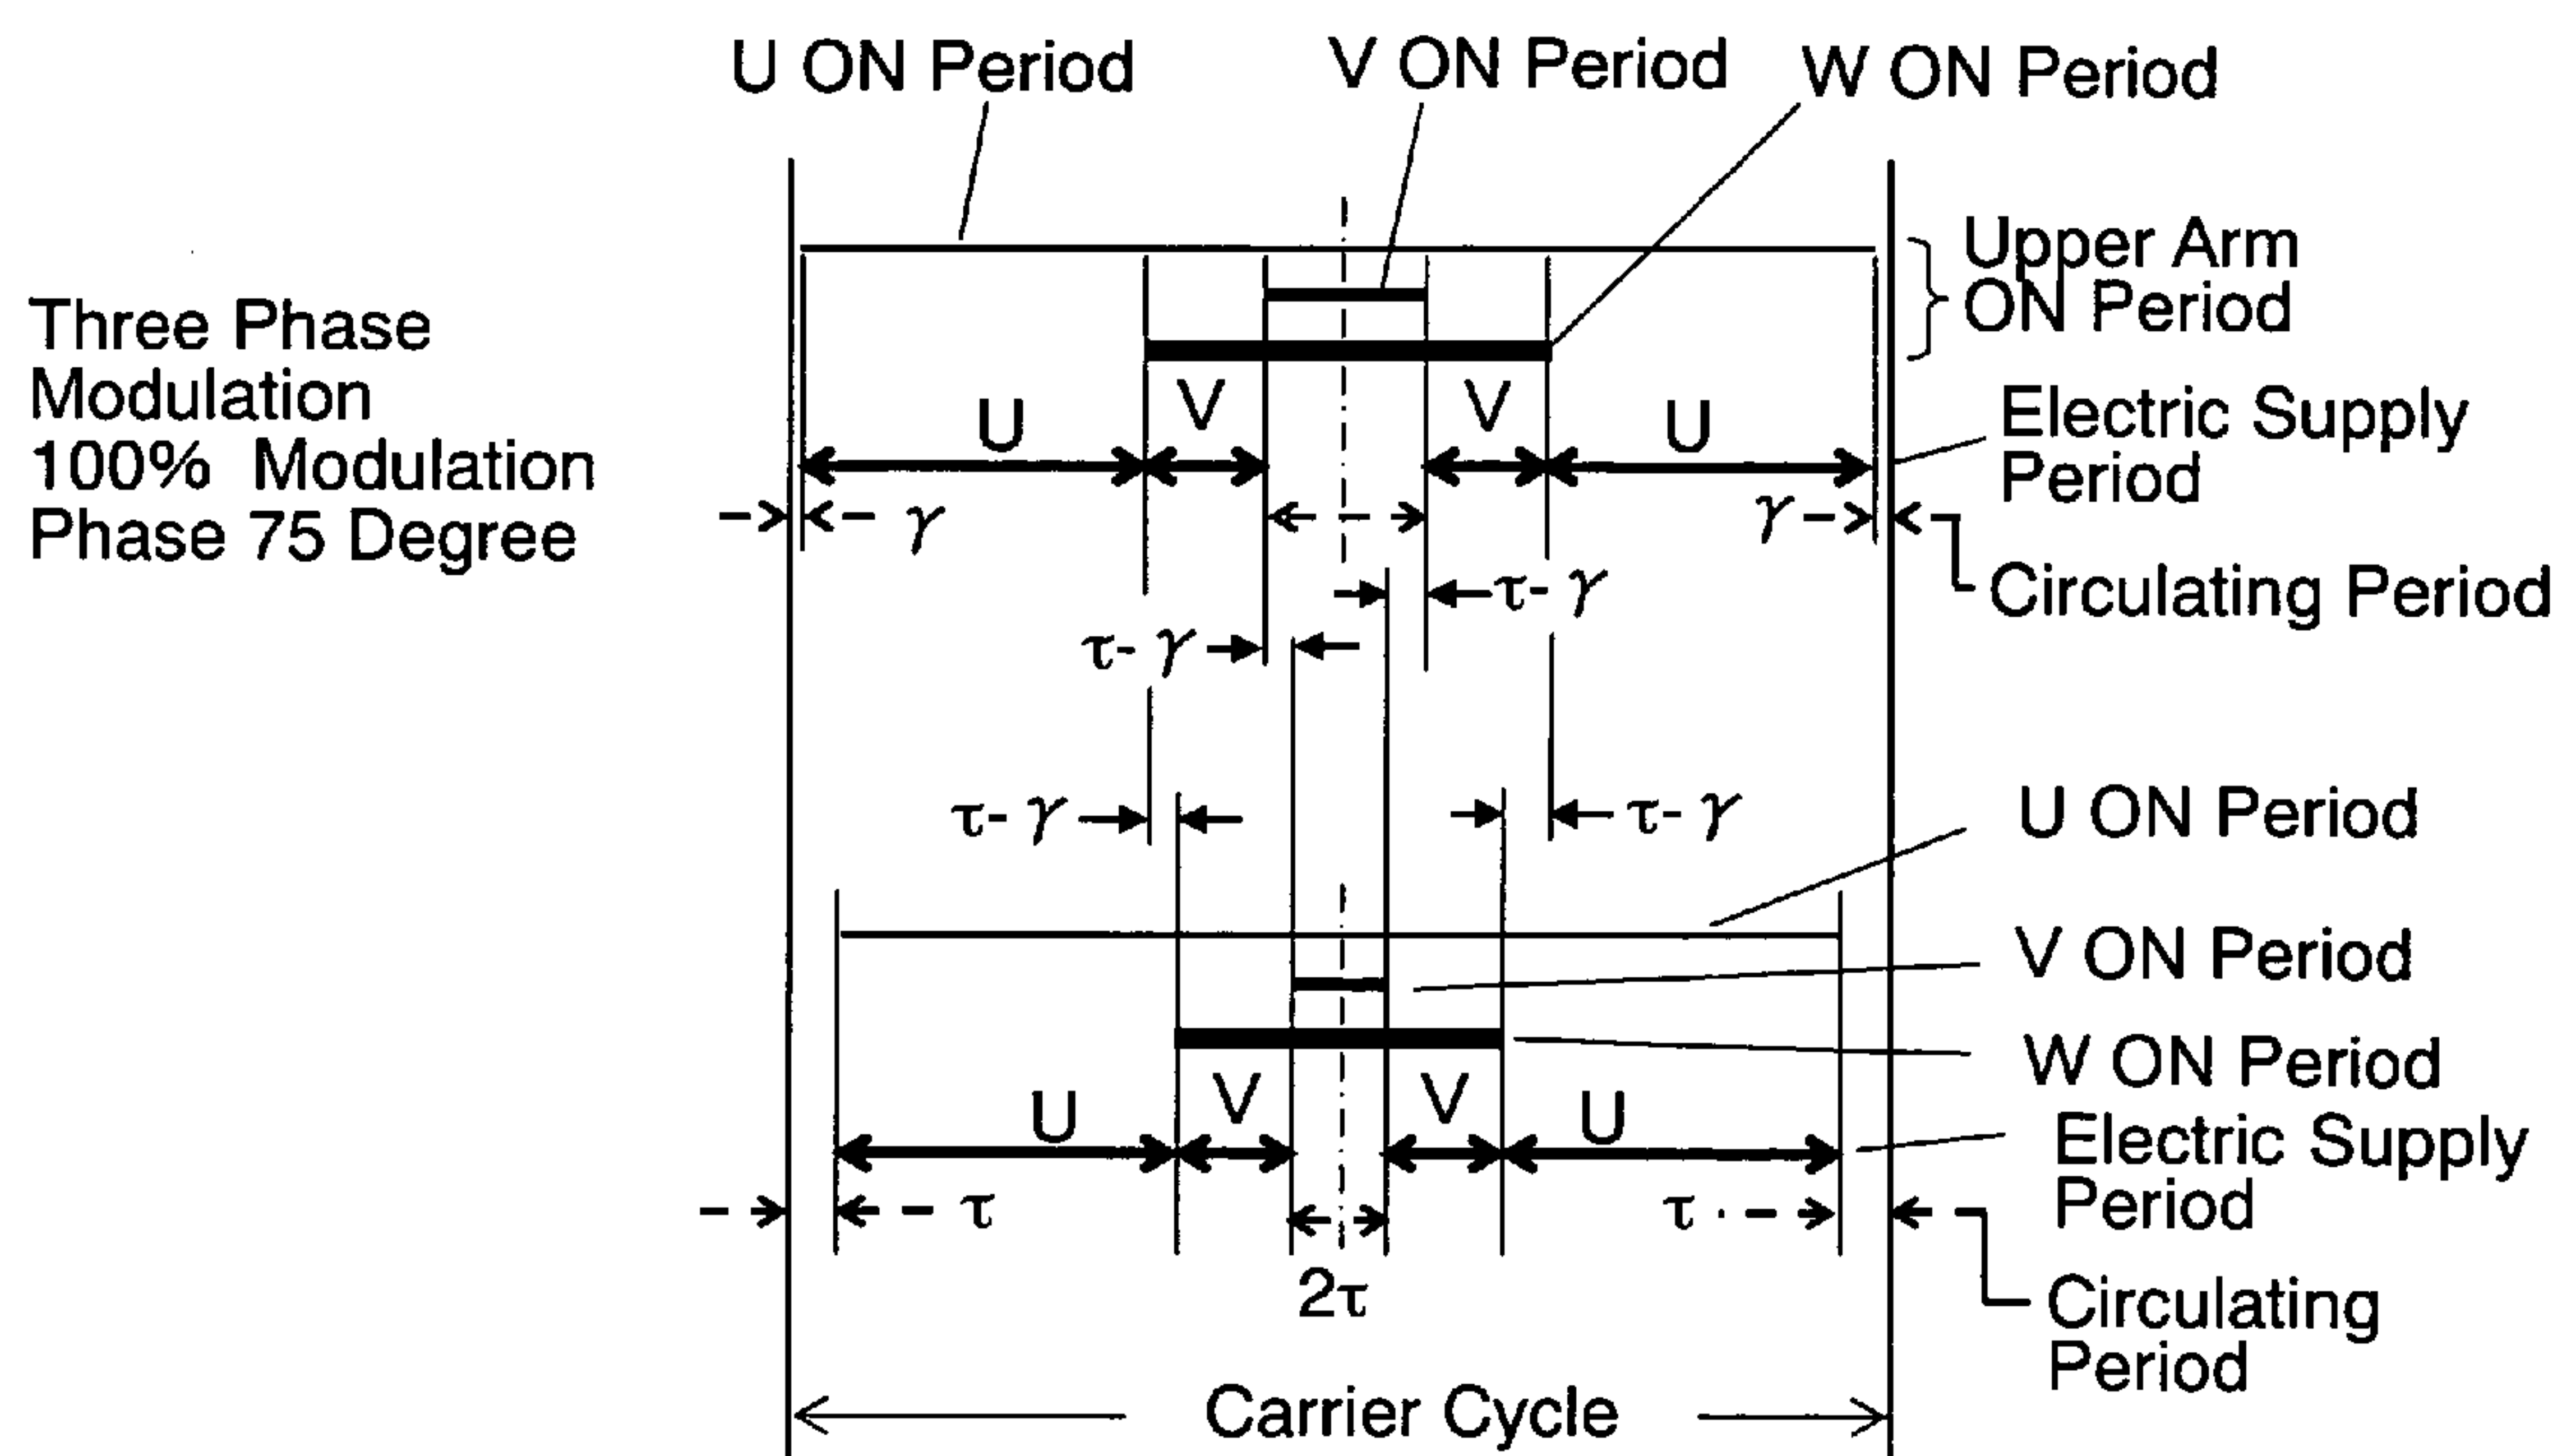 U ON Period
V ON Period
W ON Period
Upper Arm
ON Period
Three Phase
Modulation
100% Modulation
Phase 75 Degree
U
V
V
U
Electric Supply
Period
γ
γ
Circulating Period
τ- γ
τ- γ
τ- γ
τ- γ
U ON Period
V ON Period
W ON Period
U
V
V
U
Electric Supply
Period
τ
τ
2τ
Circulating
Period
Carrier Cycle